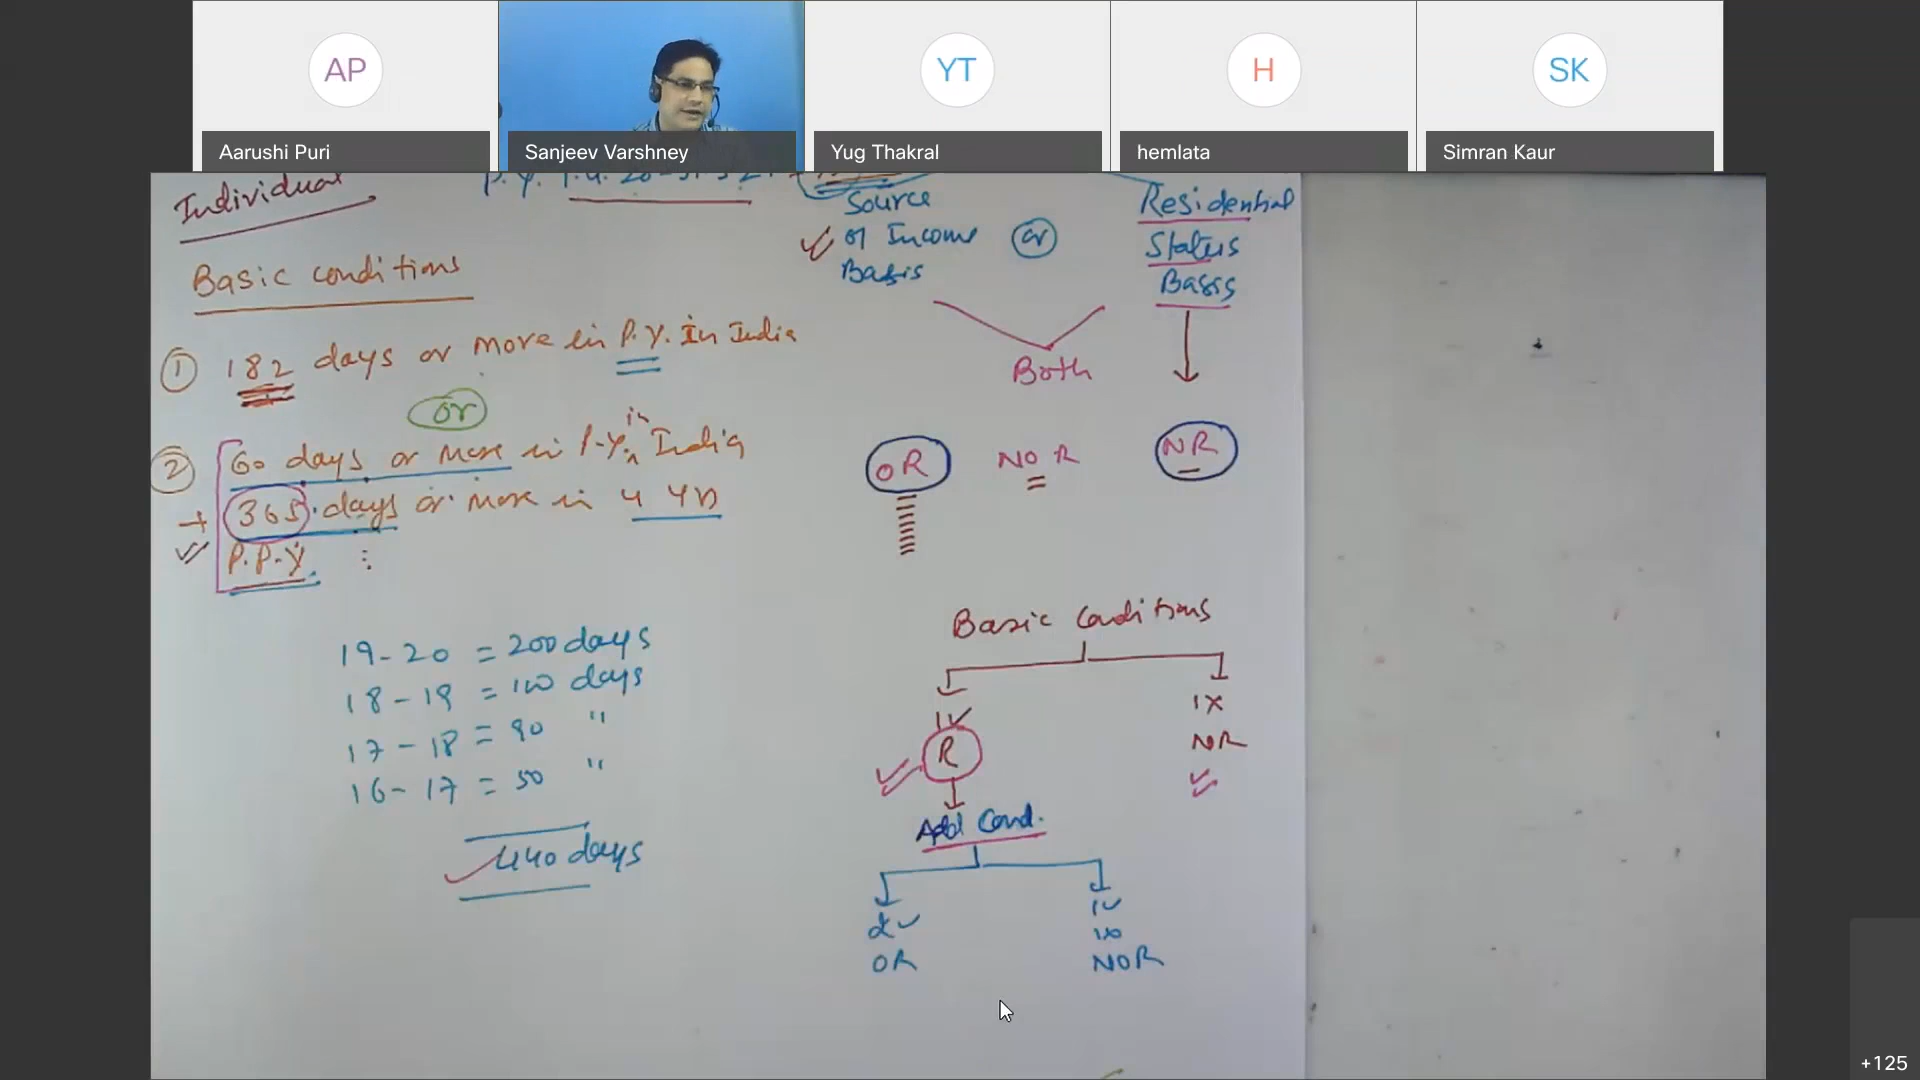 AP
YT
H
SK
Aarushi Puri
Sanjeev Varshney
Yug Thakral
hemlata
Simran Kaur
Individual
P.Y.
Source
of Income
Basis
or
Residential
Status
Basis
Both
Basic conditions
① 182 days or more in P.Y. In India
or
② 60 days or more in P.Y. in India
+ 365 days or more in 4 YRs
P.P.Y
OR
NOR
NR
19-20 = 200 days
18-19 = 100 days
17-18 = 90 "
16-17 = 50 "
440 days
Basic Conditions
1✓
R
1X
NR
Add Cond.
2✓
OR
1✓
1X
NOR
+125